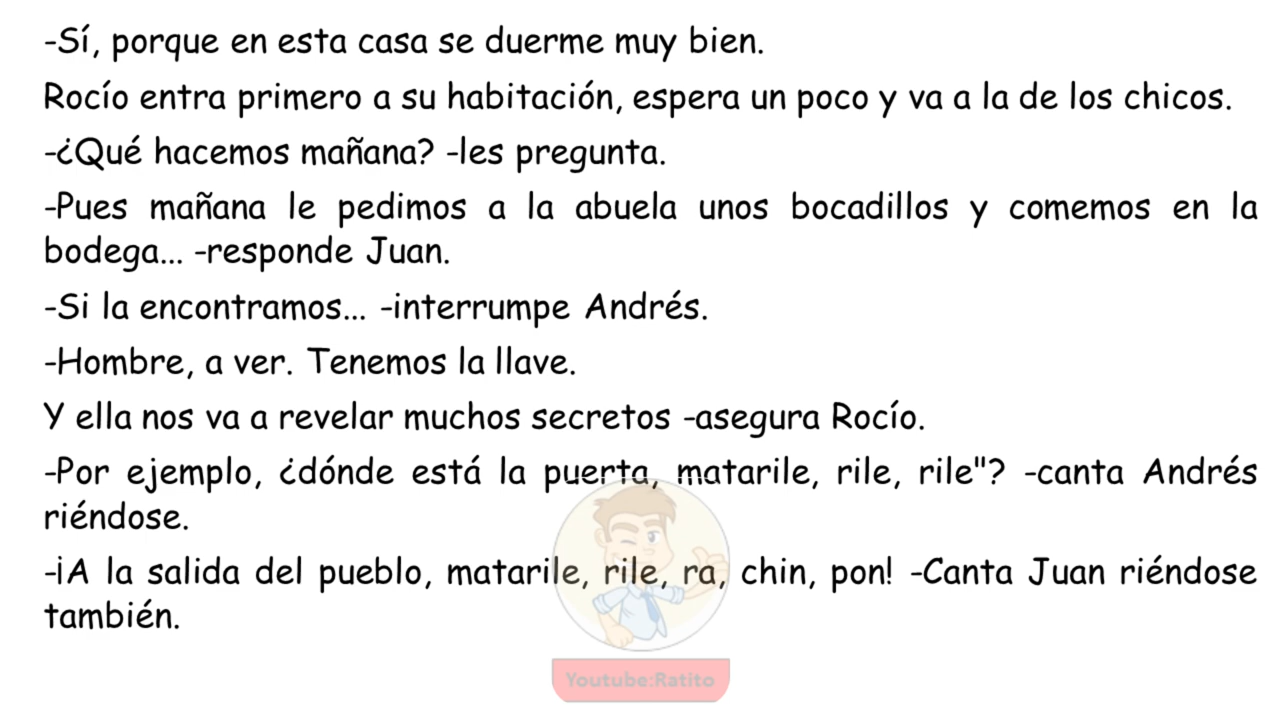 -Sí, porque en esta casa se duerme muy bien.
Rocío entra primero a su habitación, espera un poco y va a la de los chicos.
-¿Qué hacemos mañana? -les pregunta.
-Pues mañana le pedimos a la abuela unos bocadillos y comemos en la
bodega... -responde Juan.
-Si la encontramos... -interrumpe Andrés.
-Hombre, a ver. Tenemos la llave.
Y ella nos va a revelar muchos secretos -asegura Rocío.
-Por ejemplo, ¿dónde está la puerta, matarile, rile, rile"? -canta Andrés
riéndose.
-¡A la salida del pueblo, matarile, rile, ra, chin, pon! -Canta Juan riéndose
también.
Youtube:Ratito